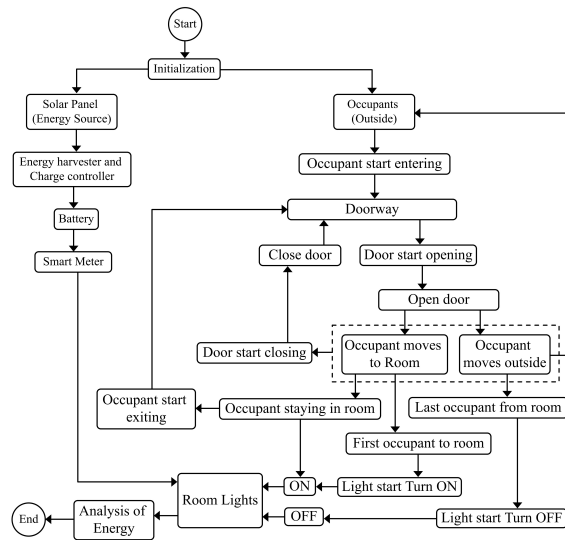 Start
Initialization
Solar Panel
(Energy Source)
Occupants
(Outside)
Energy harvester and
Charge controller
Occupant start entering
Battery
Doorway
Smart Meter
Close door
Door start opening
Open door
Door start closing
Occupant moves
to Room
Occupant
moves outside
Occupant start
exiting
Occupant staying in room
Last occupant from room
First occupant to room
Room Lights
ON
Light start Turn ON
Analysis of
Energy
End
OFF
Light start Turn OFF